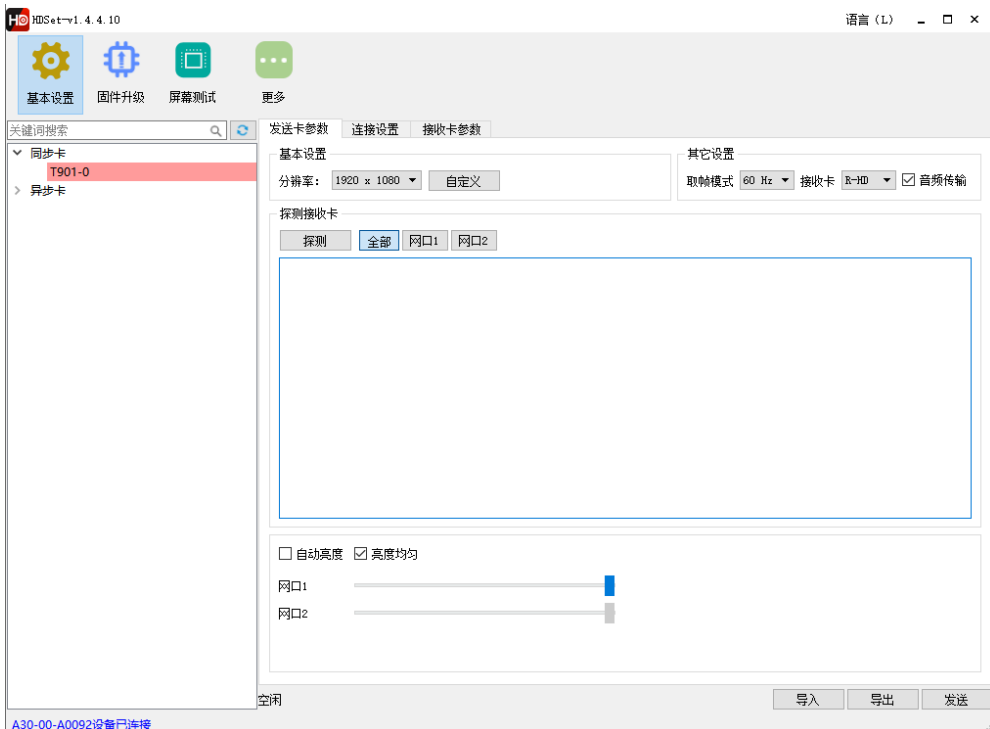 HD HDSet-v1.4.4.10 语言(L)
基本设置 固件升级 屏幕测试 更多
关键词搜索
同步卡
T901-0
异步卡
发送卡参数 连接设置 接收卡参数
基本设置 其它设置
分辨率: 1920 x 1080 自定义 取帧模式 60 Hz 接收卡 R-HD 音频传输
探测接收卡
探测 全部 网口1 网口2
自动亮度 亮度均匀
网口1
网口2
空闲 导入 导出 发送
A30-00-A0092设备已连接